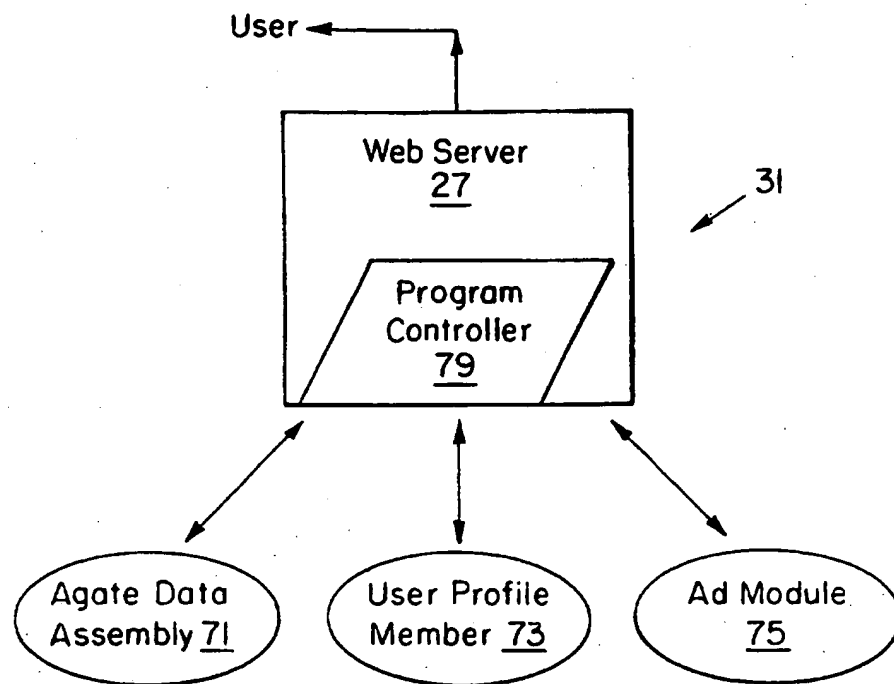 User
Web Server
27
31
Program
Controller
79
Agate Data
Assembly 71
User Profile
Member 73
Ad Module
75